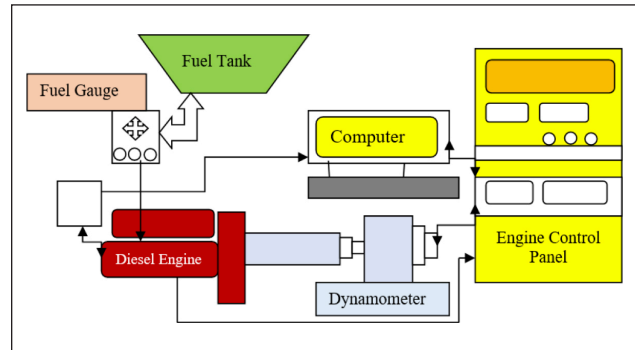 Fuel Tank
Fuel Gauge
Computer
Diesel Engine
Engine Control
Panel
Dynamometer